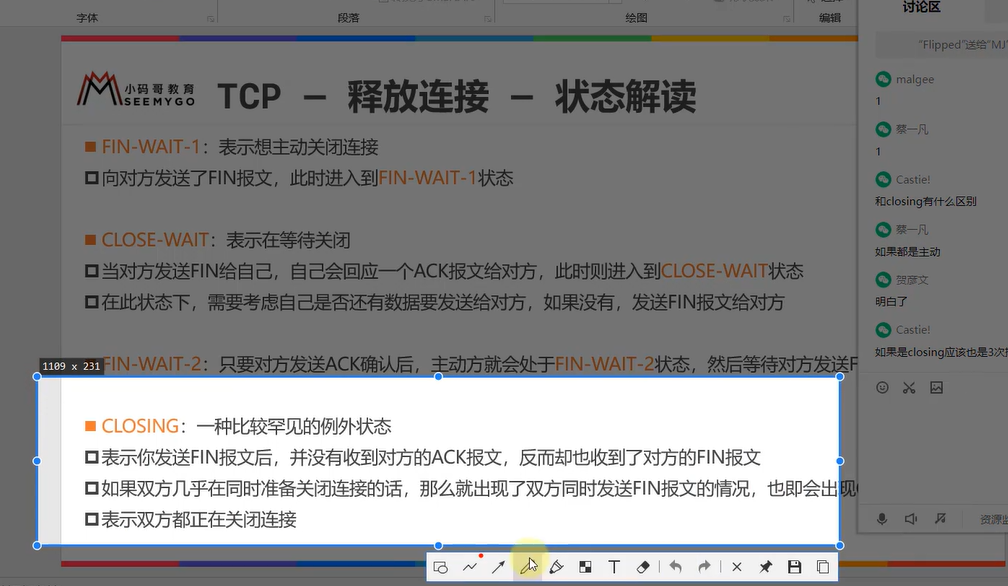 字体
段落
绘图
编辑
讨论区
小码哥教育
SEEMYGO
TCP – 释放连接 – 状态解读
"Flipped"送给"MJ
FIN-WAIT-1：表示想主动关闭连接
向对方发送了FIN报文，此时进入到FIN-WAIT-1状态
CLOSE-WAIT：表示在等待关闭
当对方发送FIN给自己，自己会回应一个ACK报文给对方，此时则进入到CLOSE-WAIT状态
在此状态下，需要考虑自己是否还有数据要发送给对方，如果没有，发送FIN报文给对方
FIN-WAIT-2：只要对方发送ACK确认后，主动方就会处于FIN-WAIT-2状态，然后等待对方发送F
1109 x 231
CLOSING：一种比较罕见的例外状态
表示你发送FIN报文后，并没有收到对方的ACK报文，反而却也收到了对方的FIN报文
如果双方几乎在同时准备关闭连接的话，那么就出现了双方同时发送FIN报文的情况，也即会出现
表示双方都正在关闭连接
malgee
1
蔡一凡
1
Castie!
和closing有什么区别
蔡一凡
如果都是主动
贺彦文
明白了
Castie!
如果是closing应该也是3次
资源